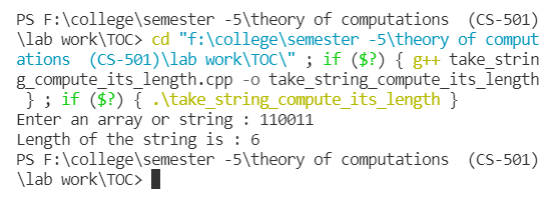 PS F:\college\semester -5\theory of computations  (CS-501)
\lab work\TOC> cd "f:\college\semester -5\theory of comput
ations  (CS-501)\lab work\TOC\" ; if ($?) { g++ take_strin
g_compute_its_length.cpp -o take_string_compute_its_length
 } ; if ($?) { .\take_string_compute_its_length }
Enter an array or string : 110011
Length of the string is : 6
PS F:\college\semester -5\theory of computations  (CS-501)
\lab work\TOC>